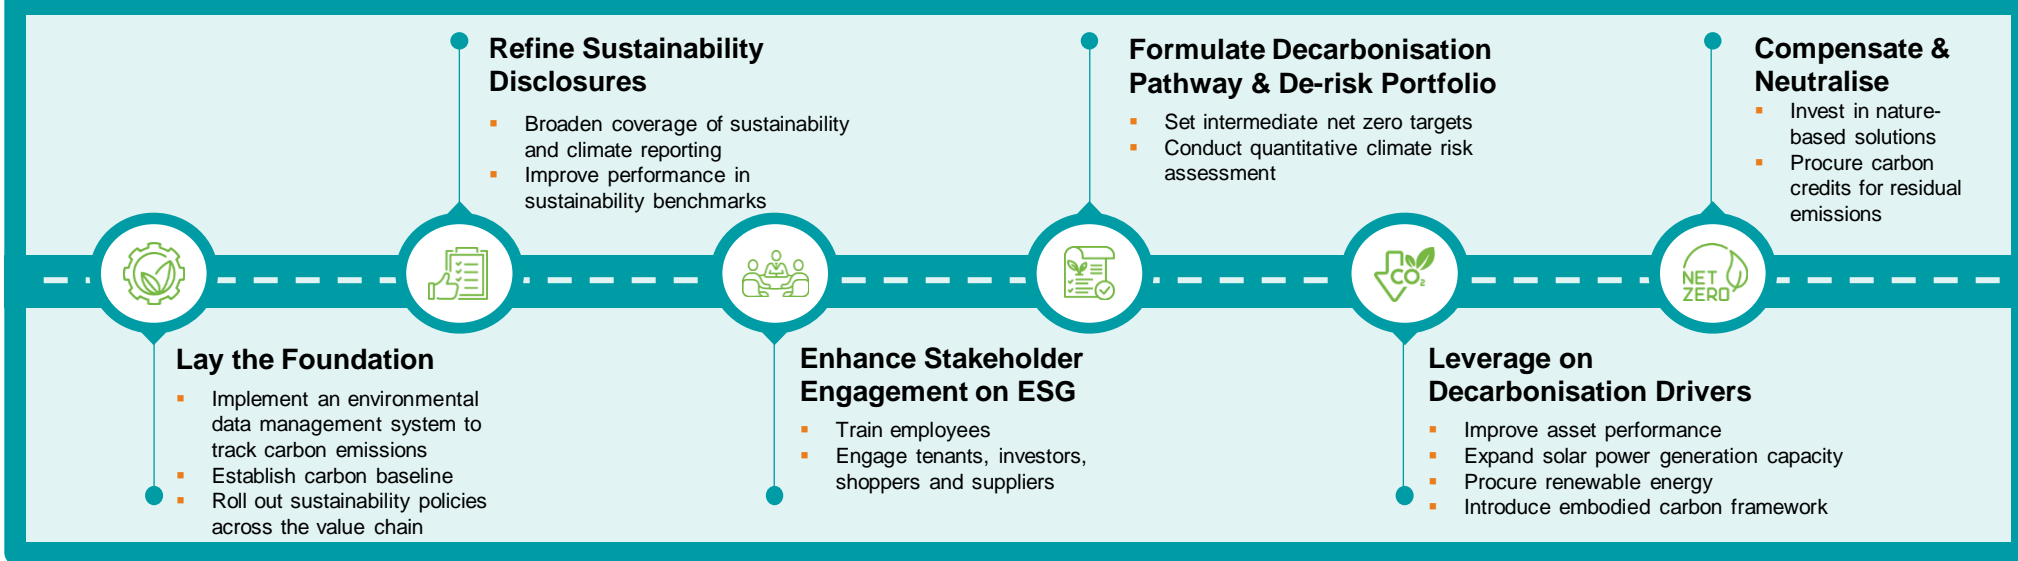 Refine Sustainability
Disclosures
▪ Broaden coverage of sustainability
and climate reporting
▪ Improve performance in
sustainability benchmarks
Formulate Decarbonisation
Pathway & De-risk Portfolio
▪ Set intermediate net zero targets
▪ Conduct quantitative climate risk
assessment
Compensate &
Neutralise
▪ Invest in nature-
based solutions
▪ Procure carbon
credits for residual
emissions
CO₂
NET
ZERO
Lay the Foundation
▪ Implement an environmental
data management system to
track carbon emissions
▪ Establish carbon baseline
▪ Roll out sustainability policies
across the value chain
Enhance Stakeholder
Engagement on ESG
▪ Train employees
▪ Engage tenants, investors,
shoppers and suppliers
Leverage on
Decarbonisation Drivers
▪ Improve asset performance
▪ Expand solar power generation capacity
▪ Procure renewable energy
▪ Introduce embodied carbon framework